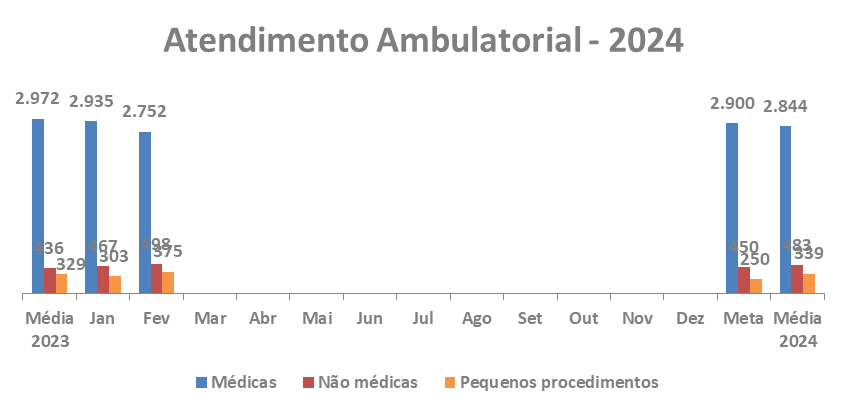 Atendimento Ambulatorial - 2024
2.972
2.935
2.752
2.900
2.844
436
329
467
303
498
375
450
250
483
339
Média 2023
Jan
Fev
Mar
Abr
Mai
Jun
Jul
Ago
Set
Out
Nov
Dez
Meta
Média 2024
Médicas
Não médicas
Pequenos procedimentos